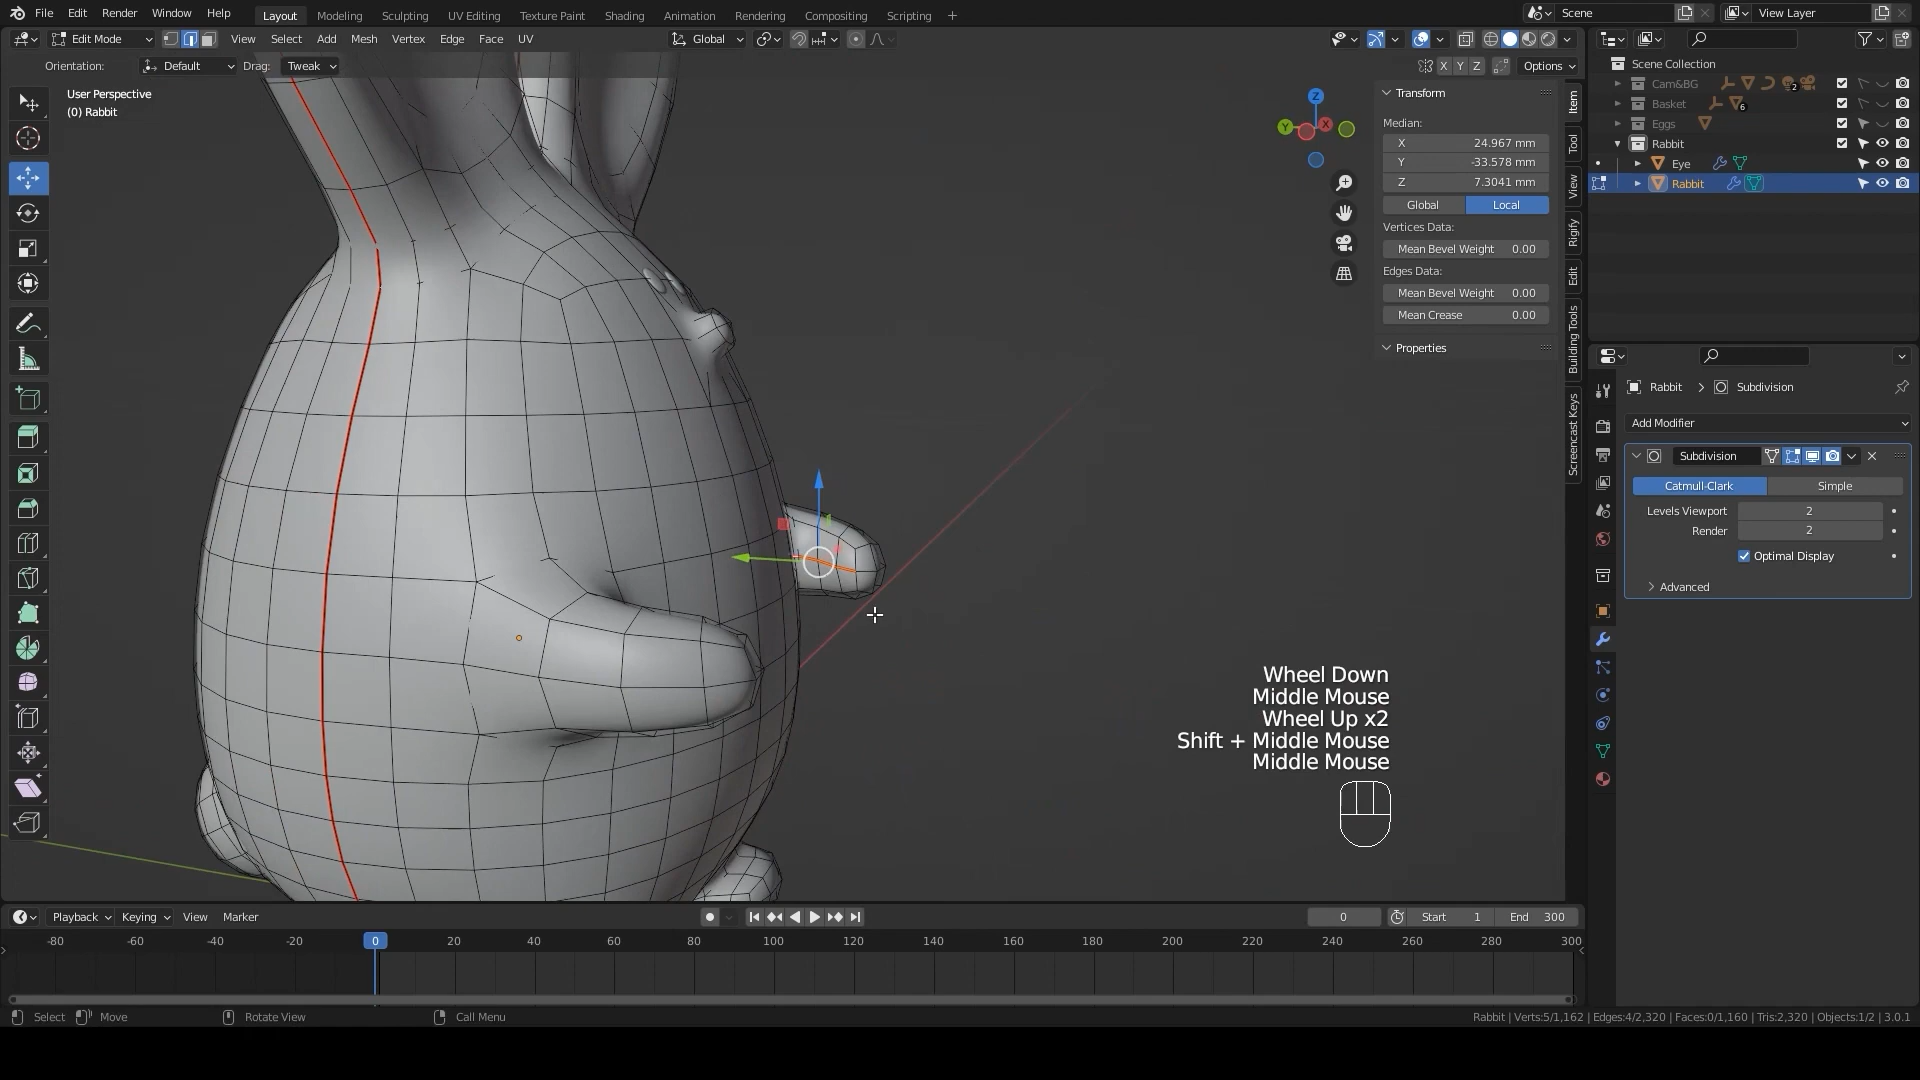 File Edit Render Window Help Layout Modeling Sculpting UV Editing Texture Paint Shading Animation Rendering Compositing Scripting + Scene View Layer
Edit Mode View Select Add Mesh Vertex Edge Face UV Global
Orientation: Default Drag: Tweak X Y Z Options
User Perspective
(0) Rabbit
Z
Y
X
Transform
Median:
X 24.967 mm
Y -33.578 mm
Z 7.3041 mm
Global Local
Vertices Data:
Mean Bevel Weight 0.00
Edges Data:
Mean Bevel Weight 0.00
Mean Crease 0.00
Properties
Item
Tool
View
Rigify
Edit
Building Tools
Screencast Keys
Scene Collection
Cam&BG 2
Basket 6
Eggs
Rabbit
Eye
Rabbit
Rabbit > Subdivision
Add Modifier
Subdivision
Catmull-Clark Simple
Levels Viewport 2
Render 2
Optimal Display
Advanced
Wheel Down
Middle Mouse
Wheel Up x2
Shift + Middle Mouse
Middle Mouse
Playback Keying View Marker 0 Start 1 End 300
-80 -60 -40 -20 0 20 40 60 80 100 120 140 160 180 200 220 240 260 280 300
Select Move Rotate View Call Menu Rabbit | Verts:5/1,162 | Edges:4/2,320 | Faces:0/1,160 | Tris:2,320 | Objects:1/2 | 3.0.1